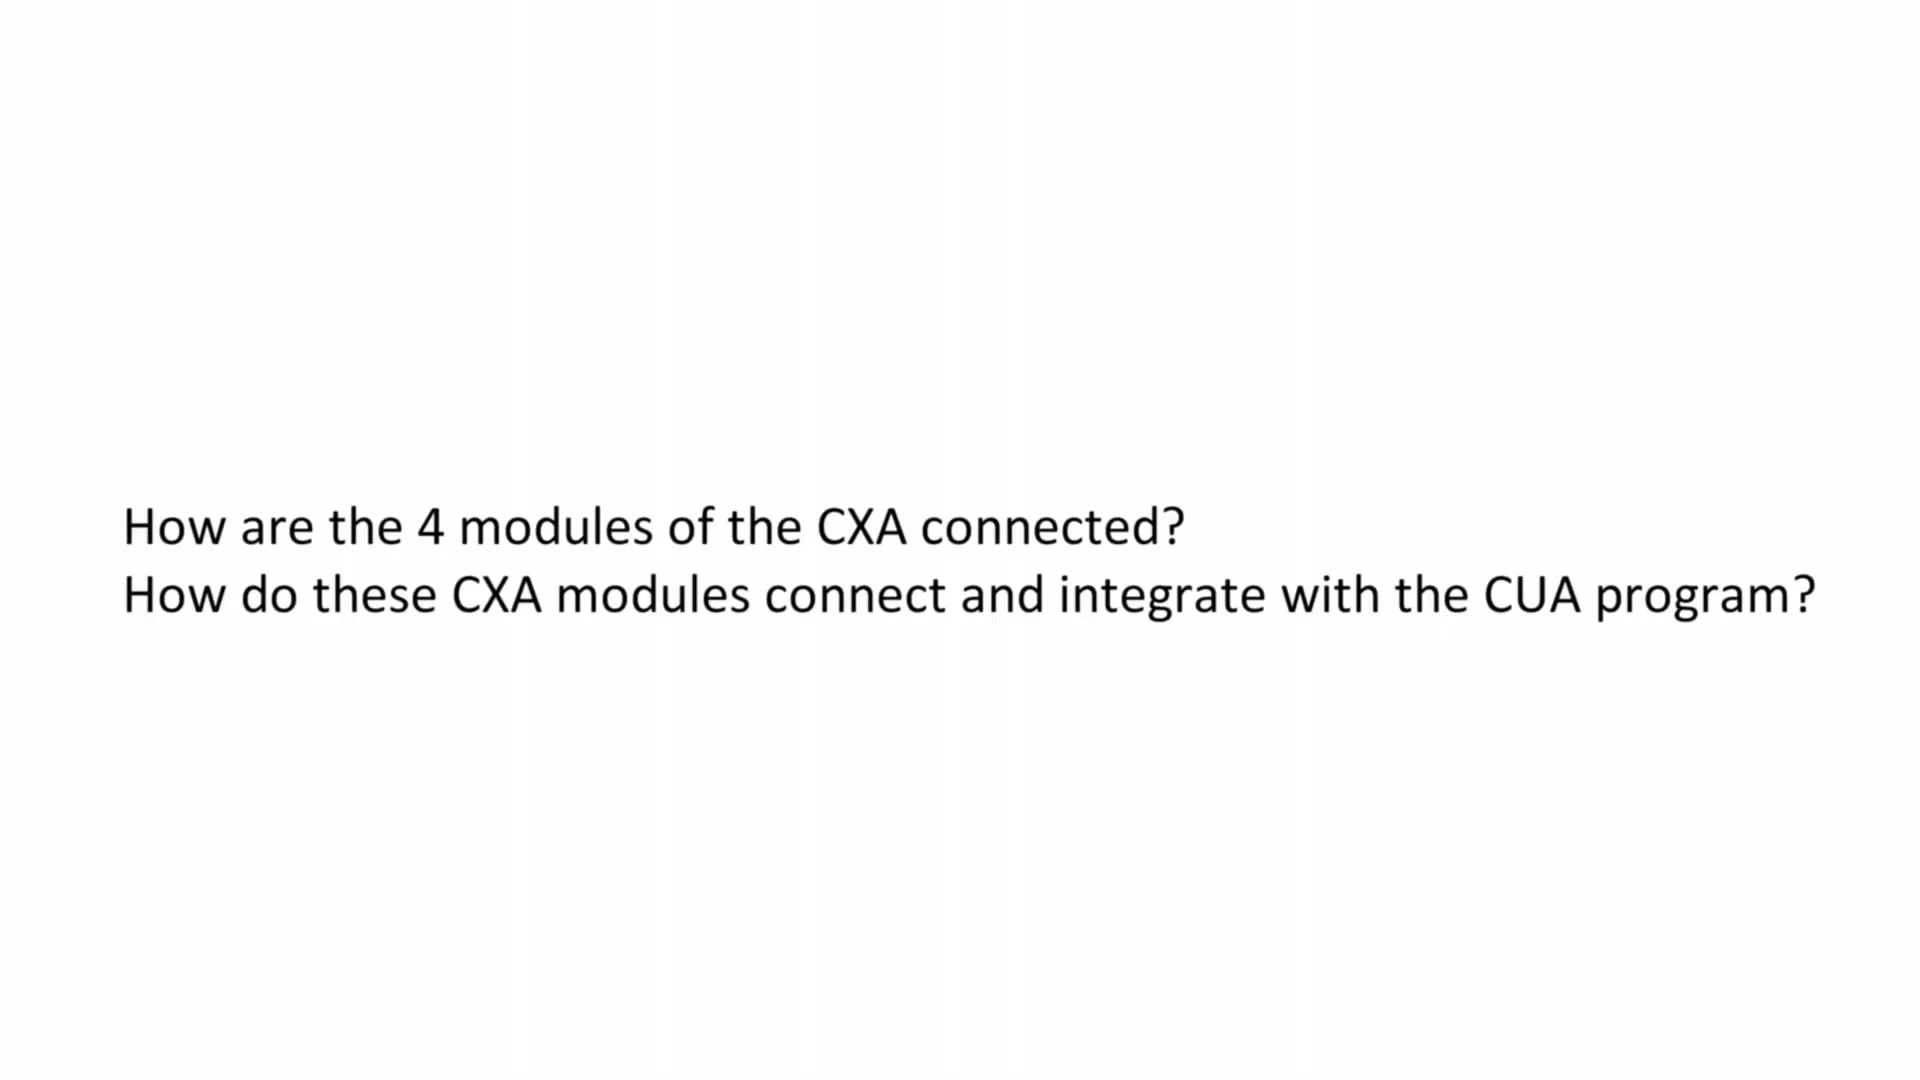 How are the 4 modules of the CXA connected?
How do these CXA modules connect and integrate with the CUA program?